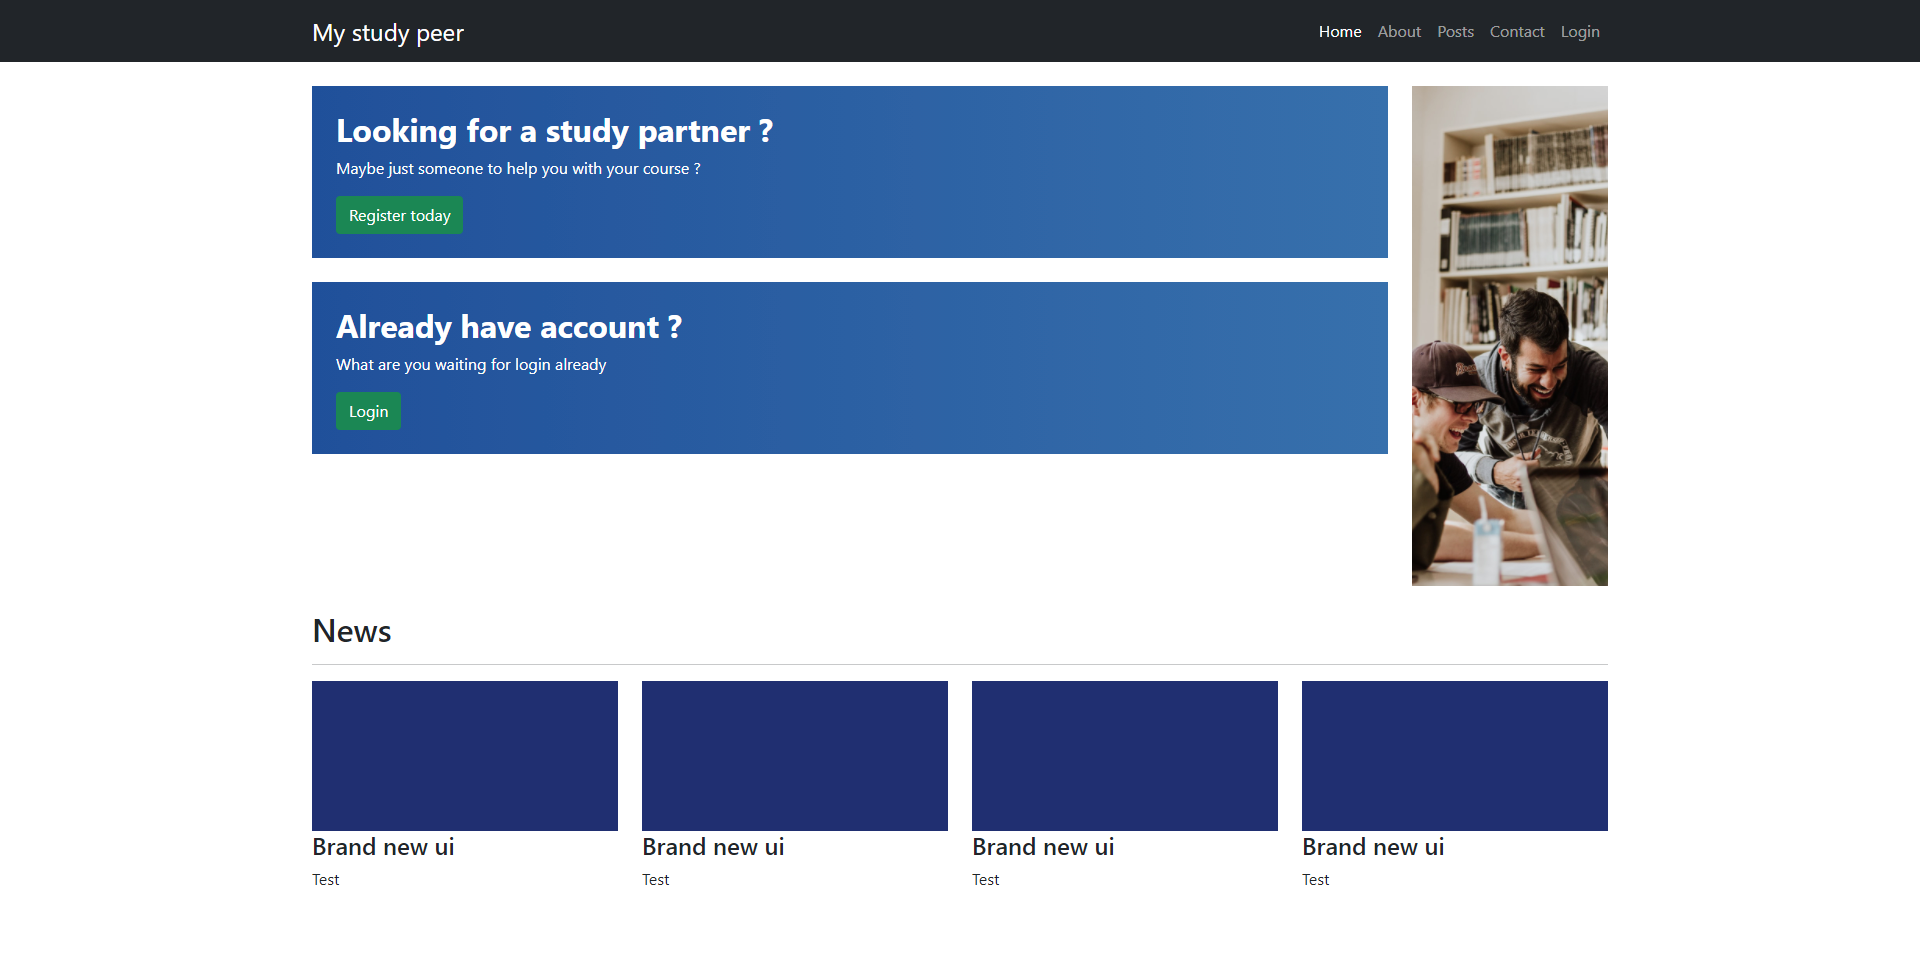 My study peer
Home About Posts Contact Login
Looking for a study partner ?
Maybe just someone to help you with your course ?
Register today
Already have account ?
What are you waiting for login already
Login
News
Brand new ui
Test
Brand new ui
Test
Brand new ui
Test
Brand new ui
Test